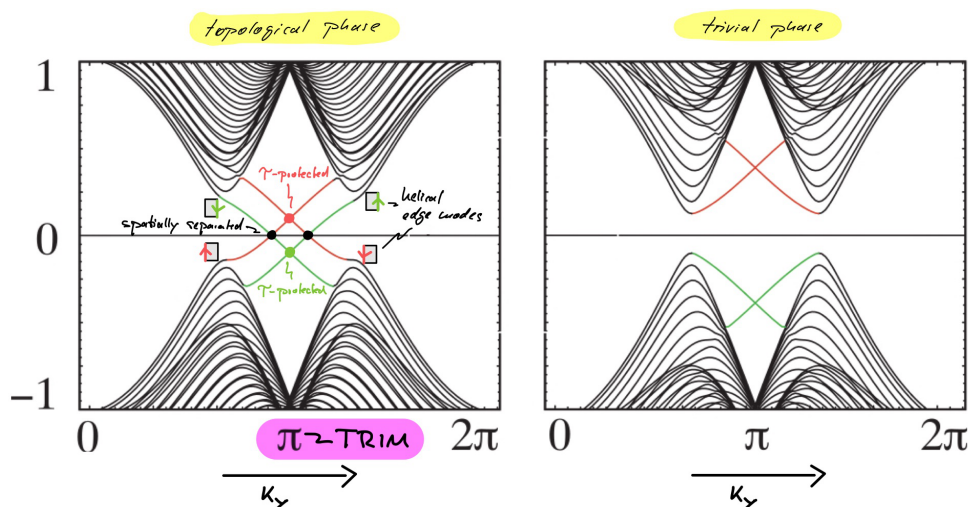 topological phase
trivial phase
1
0
-1
τ-protected
helical
edge modes
spatially separated
τ-protected
0
π
TRIM
2π
0
π
2π
Kx
Kx